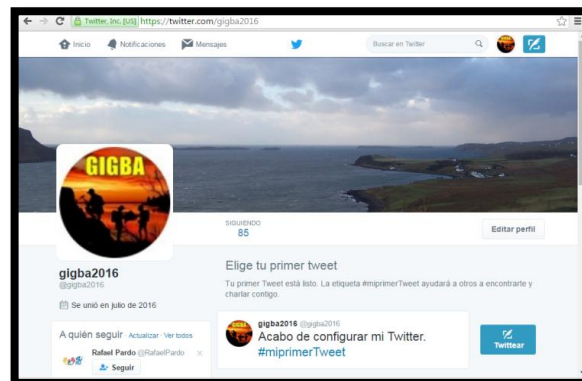 Twitter, Inc. [US] https://twitter.com/gigba2016
Inicio Notificaciones Mensajes Buscar en Twitter
GIGBA
SIGUIENDO
85
Editar perfil
gigba2016
@gigba2016
Se unió en julio de 2016
Elige tu primer tweet
Tu primer Tweet está listo. La etiqueta #miprimerTweet ayudará a otros a encontrarte y
charlar contigo.
GIGBA
gigba2016 @gigba2016
Acabo de configurar mi Twitter.
#miprimerTweet
Twittear
A quién seguir · Actualizar · Ver todos
Rafael Pardo @RafaelPardo
Seguir